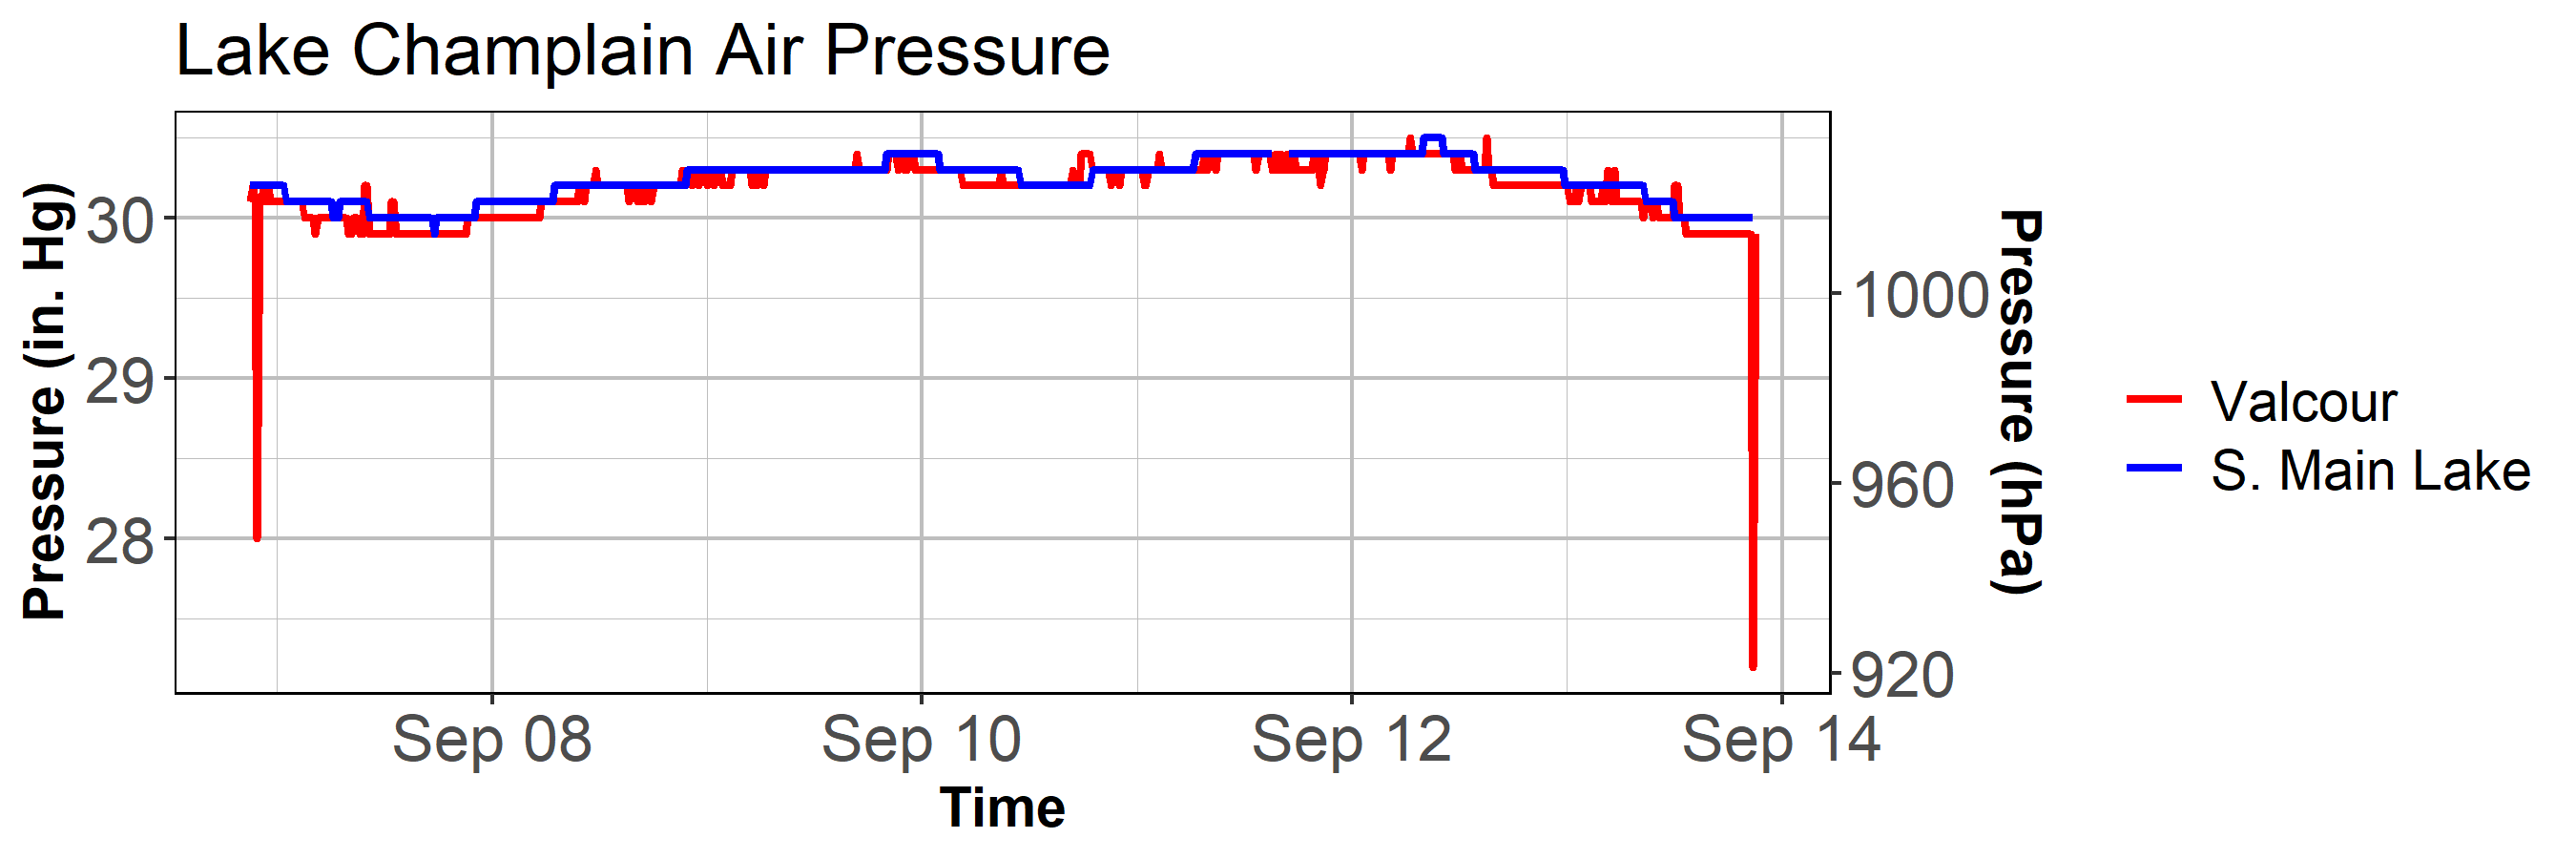 Lake Champlain Air Pressure
Pressure (in. Hg)
30
29
28
1000
960
920
Pressure (hPa)
Sep 08
Sep 10
Sep 12
Sep 14
Time
Valcour
S. Main Lake